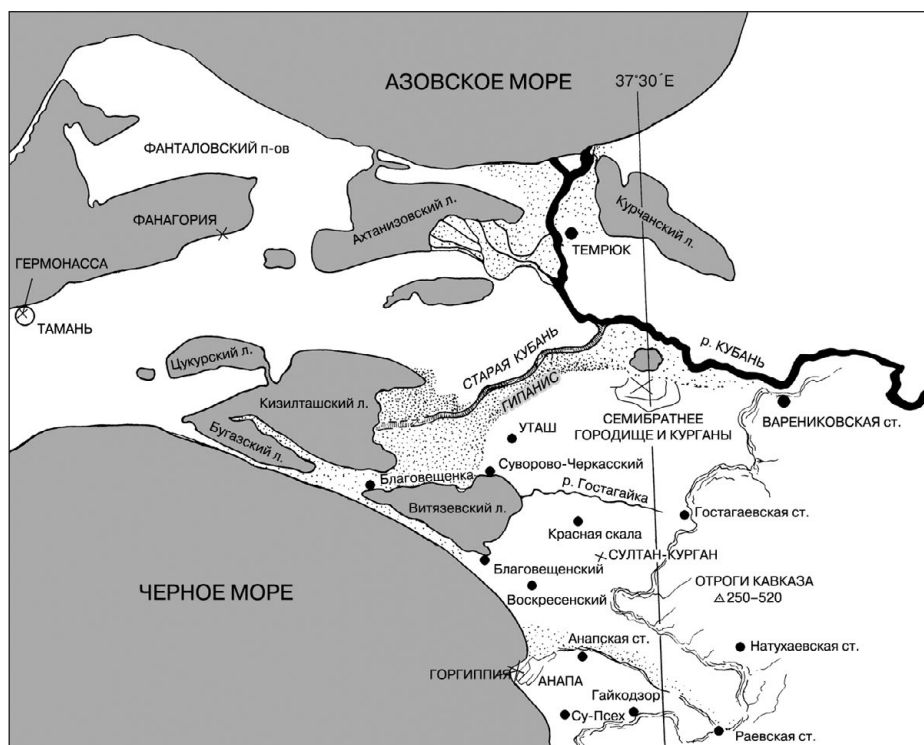 АЗОВСКОЕ МОРЕ
37°30´E
ФАНТАЛОВСКИЙ п-ов
Ахтанизовский л.
Курчанский л.
ФАНАГОРИЯ
ТЕМРЮК
ГЕРМОНАССА
ТАМАНЬ
р. КУБАНЬ
СТАРАЯ КУБАНЬ
Цукурский л.
ГИПАНИС
Кизилташский л.
СЕМИБРАТНЕЕ
ГОРОДИЩЕ И КУРГАНЫ
ВАРЕНИКОВСКАЯ ст.
Бугазский л.
УТАШ
Суворово-Черкасский
Благовещенка
р. Гостагайка
Витязевский л.
Гостагаевская ст.
Красная скала
СУЛТАН-КУРГАН
Благовещенский
ЧЕРНОЕ МОРЕ
ОТРОГИ КАВКАЗА
△250–520
Воскресенский
Анапская ст.
Натухаевская ст.
ГОРГИППИЯ
АНАПА
Гайкодзор
Су-Псех
Раевская ст.